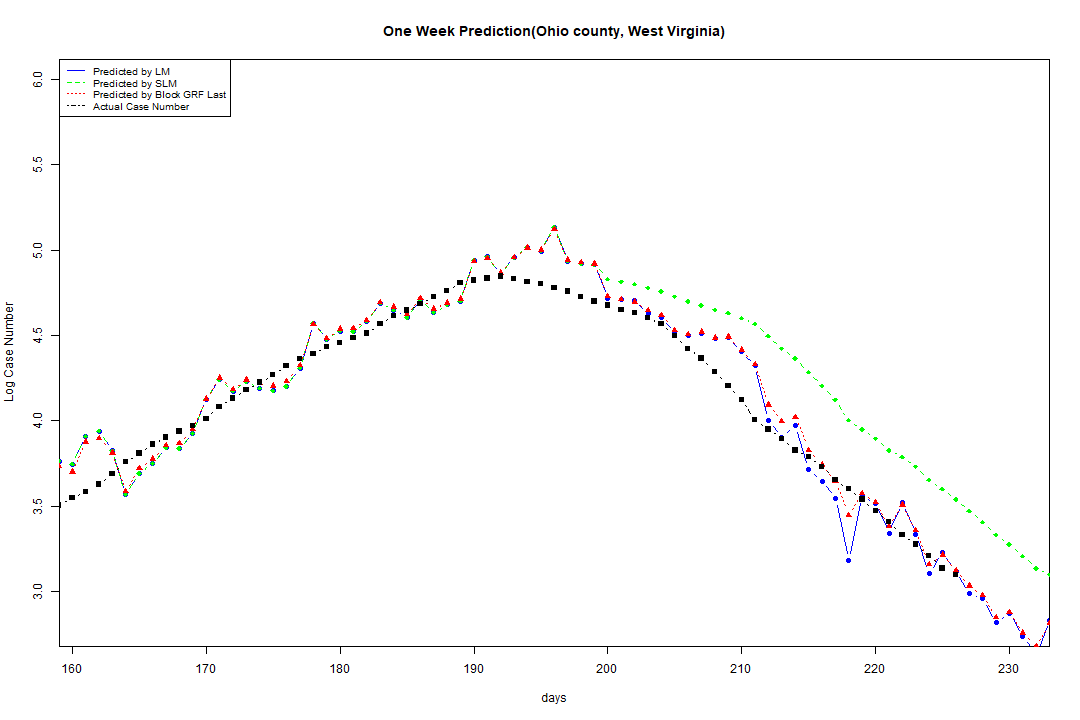 One Week Prediction(Ohio county, West Virginia)
Predicted by LM
Predicted by SLM
Predicted by Block GRF Last
Actual Case Number
6.0
5.5
5.0
4.5
4.0
3.5
3.0
Log Case Number
160 170 180 190 200 210 220 230
days